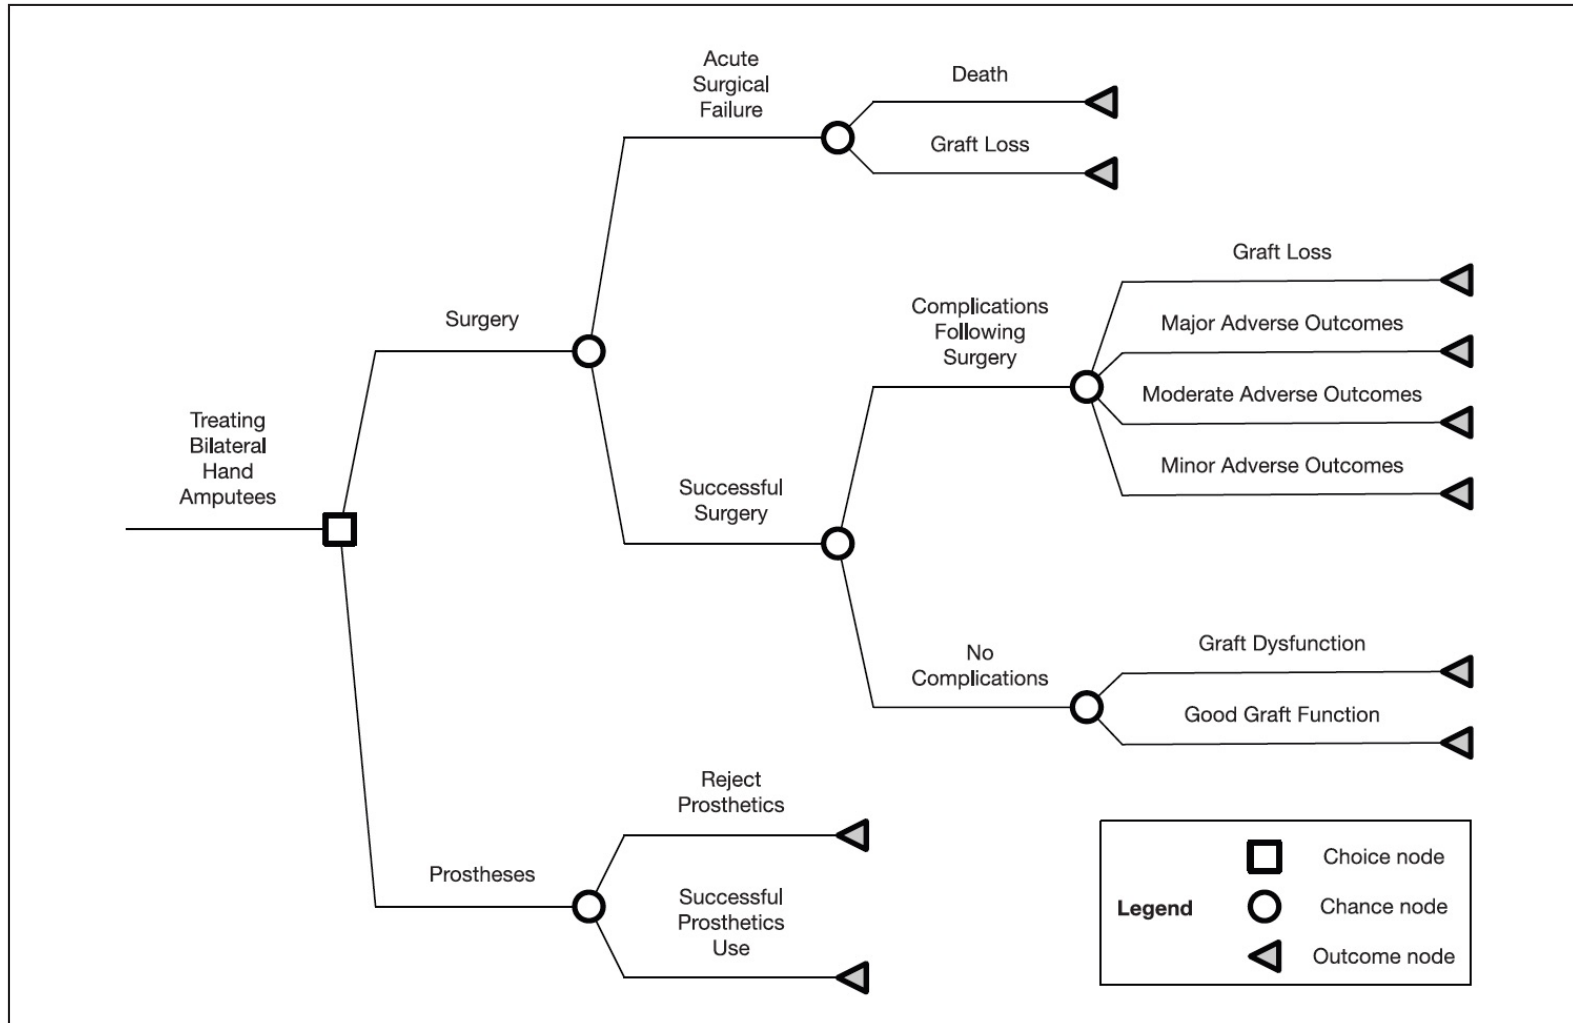 Acute
Surgical
Failure
Death
Graft Loss
Graft Loss
Complications
Following
Surgery
Major Adverse Outcomes
Surgery
Moderate Adverse Outcomes
Treating
Bilateral
Hand
Amputees
Minor Adverse Outcomes
Successful
Surgery
Graft Dysfunction
No
Complications
Good Graft Function
Reject
Prosthetics
Prostheses
Successful
Prosthetics
Use
Legend
Choice node
Chance node
Outcome node